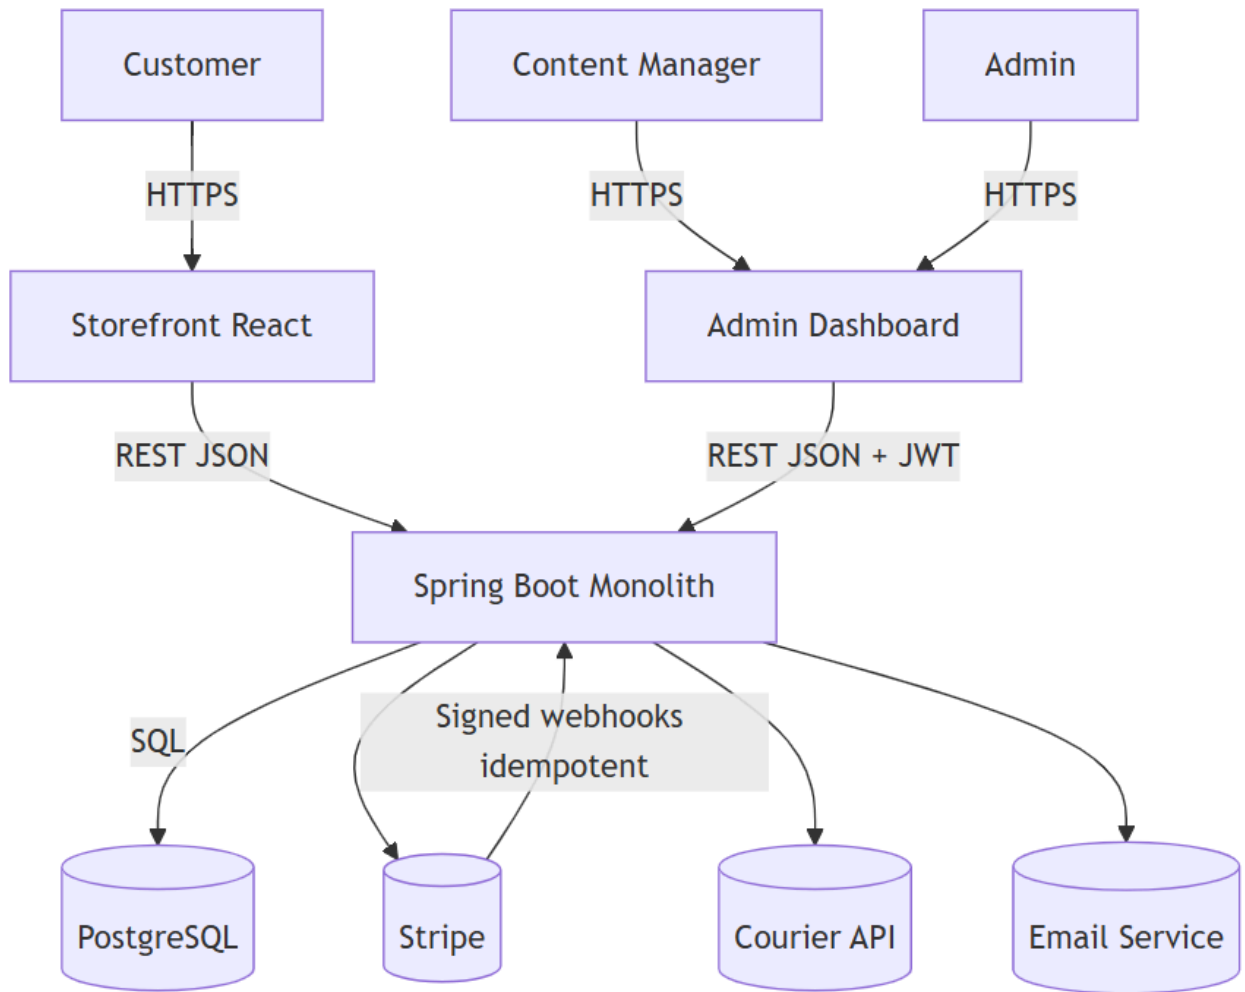 Customer
Content Manager
Admin
HTTPS
HTTPS
HTTPS
Storefront React
Admin Dashboard
REST JSON
REST JSON + JWT
Spring Boot Monolith
SQL
Signed webhooks
idempotent
PostgreSQL
Stripe
Courier API
Email Service